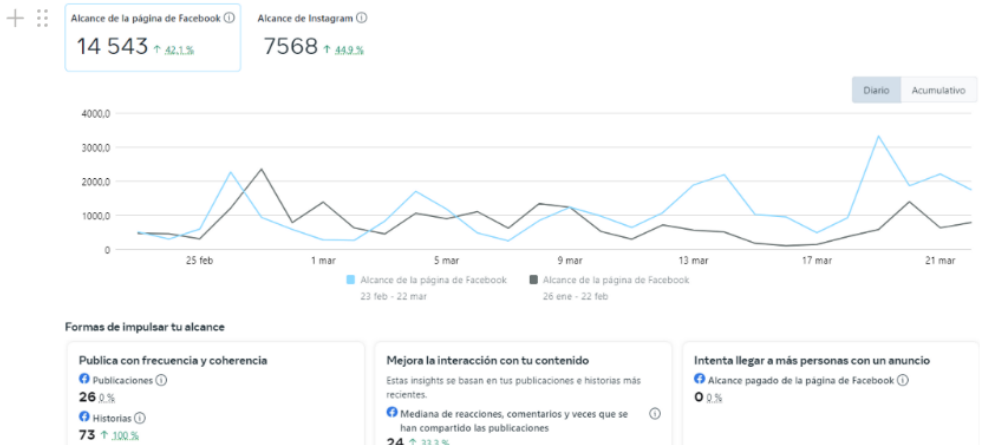 Alcance de la página de Facebook
Alcance de Instagram
14 543 ↑ 42,1 %
7568 ↑ 44,9 %
Diario
Acumulativo
4000,0
3000,0
2000,0
1000,0
0
25 feb
1 mar
5 mar
9 mar
13 mar
17 mar
21 mar
Alcance de la página de Facebook
23 feb - 22 mar
Alcance de la página de Facebook
26 ene - 22 feb
Formas de impulsar tu alcance
Publica con frecuencia y coherencia
Publicaciones
26 0 %
Historias
73 ↑ 100 %
Mejora la interacción con tu contenido
Estas insights se basan en tus publicaciones e historias más
recientes.
Mediana de reacciones, comentarios y veces que se
han compartido las publicaciones
24 ↑ 33,3 %
Intenta llegar a más personas con un anuncio
Alcance pagado de la página de Facebook
0 0 %